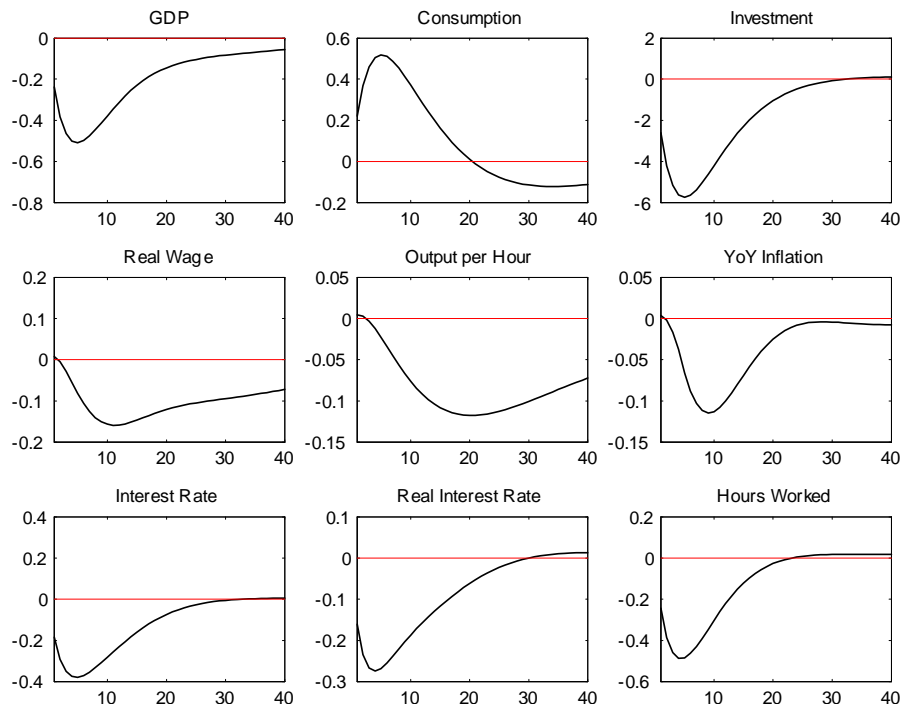 GDP
Consumption
Investment
0
-0.2
-0.4
-0.6
-0.8
10 20 30 40
0.6
0.4
0.2
0
-0.2
10 20 30 40
2
0
-2
-4
-6
10 20 30 40
Real Wage
Output per Hour
YoY Inflation
0.2
0.1
0
-0.1
-0.2
10 20 30 40
0.05
0
-0.05
-0.1
-0.15
10 20 30 40
0.05
0
-0.05
-0.1
-0.15
10 20 30 40
Interest Rate
Real Interest Rate
Hours Worked
0.4
0.2
0
-0.2
-0.4
10 20 30 40
0.1
0
-0.1
-0.2
-0.3
10 20 30 40
0.4
0.2
0
-0.2
-0.4
-0.6
10 20 30 40